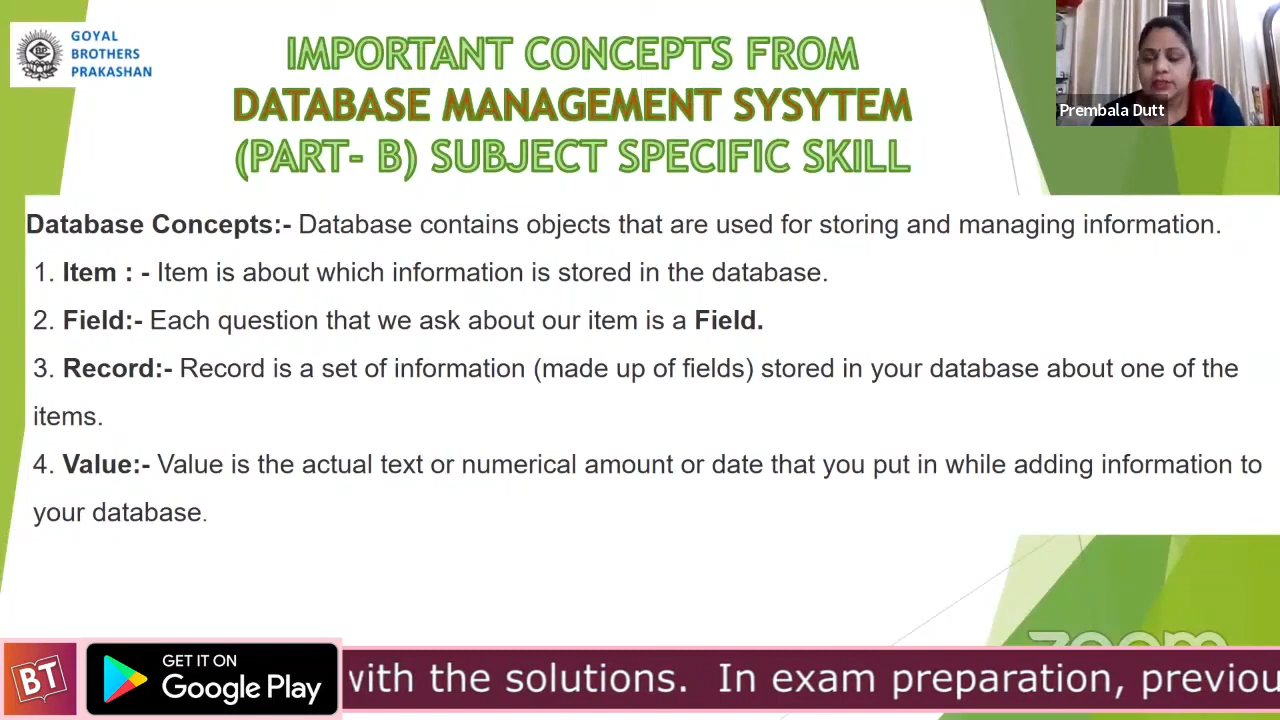 GOYAL
BROTHERS
PRAKASHAN
IMPORTANT CONCEPTS FROM
DATABASE MANAGEMENT SYSYTEM
(PART- B) SUBJECT SPECIFIC SKILL
Prembala Dutt
Database Concepts:- Database contains objects that are used for storing and managing information.
1. Item : - Item is about which information is stored in the database.
2. Field:- Each question that we ask about our item is a Field.
3. Record:- Record is a set of information (made up of fields) stored in your database about one of the
items.
4. Value:- Value is the actual text or numerical amount or date that you put in while adding information to
your database.
zoom
BT
GET IT ON
Google Play
with the solutions. In exam preparation, previou